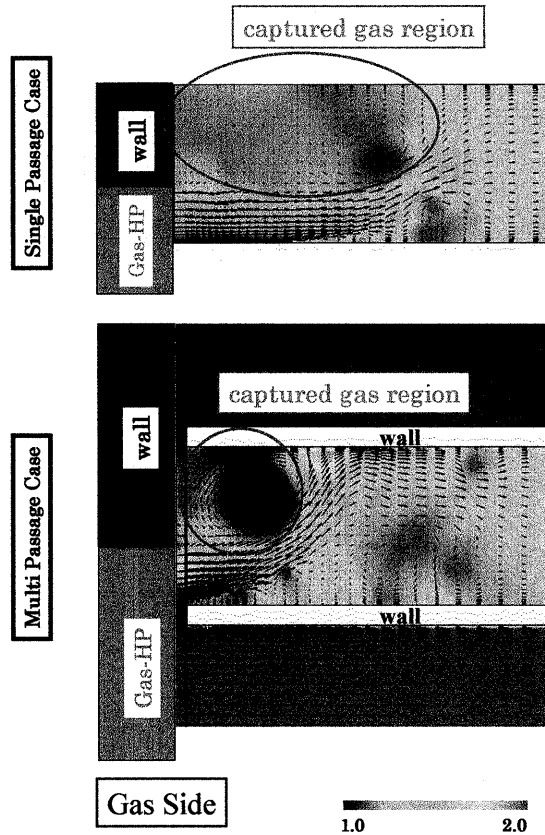 captured gas region
Single Passage Case
wall
Gas-HP
captured gas region
Multi Passage Case
wall
wall
Gas-HP
wall
Gas Side
1.0
2.0